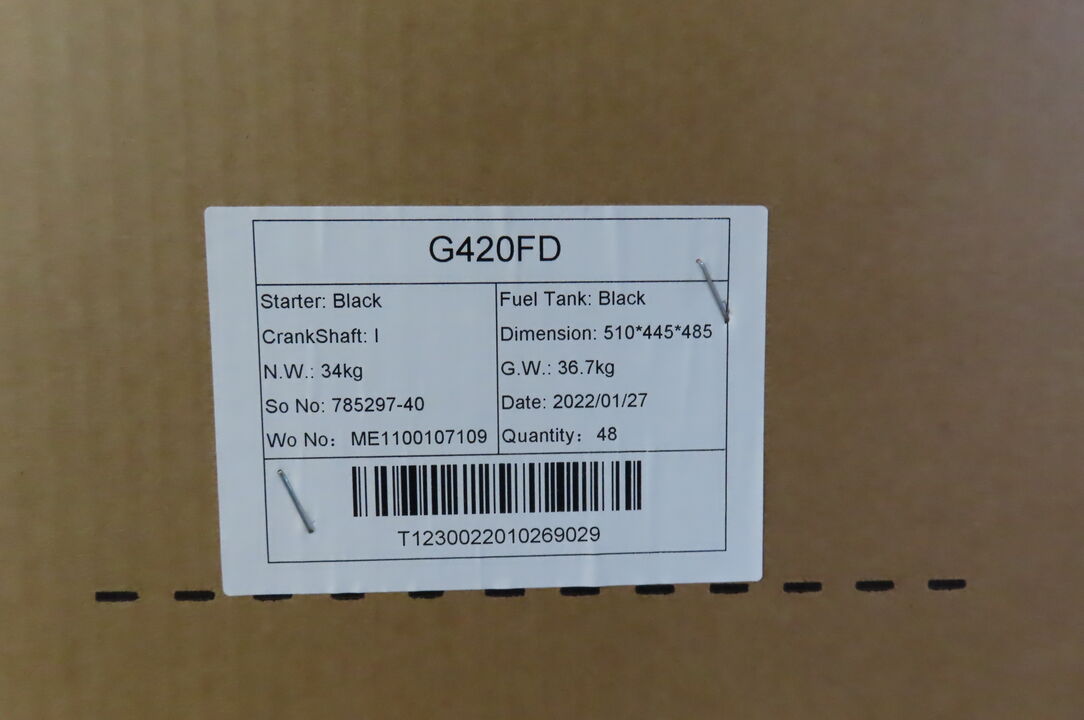 G420FD
Starter: Black
Fuel Tank: Black
CrankShaft: I
Dimension: 510*445*485
N.W.: 34kg
G.W.: 36.7kg
So No: 785297-40
Date: 2022/01/27
Wo No： ME1100107109
Quantity： 48
T1230022010269029